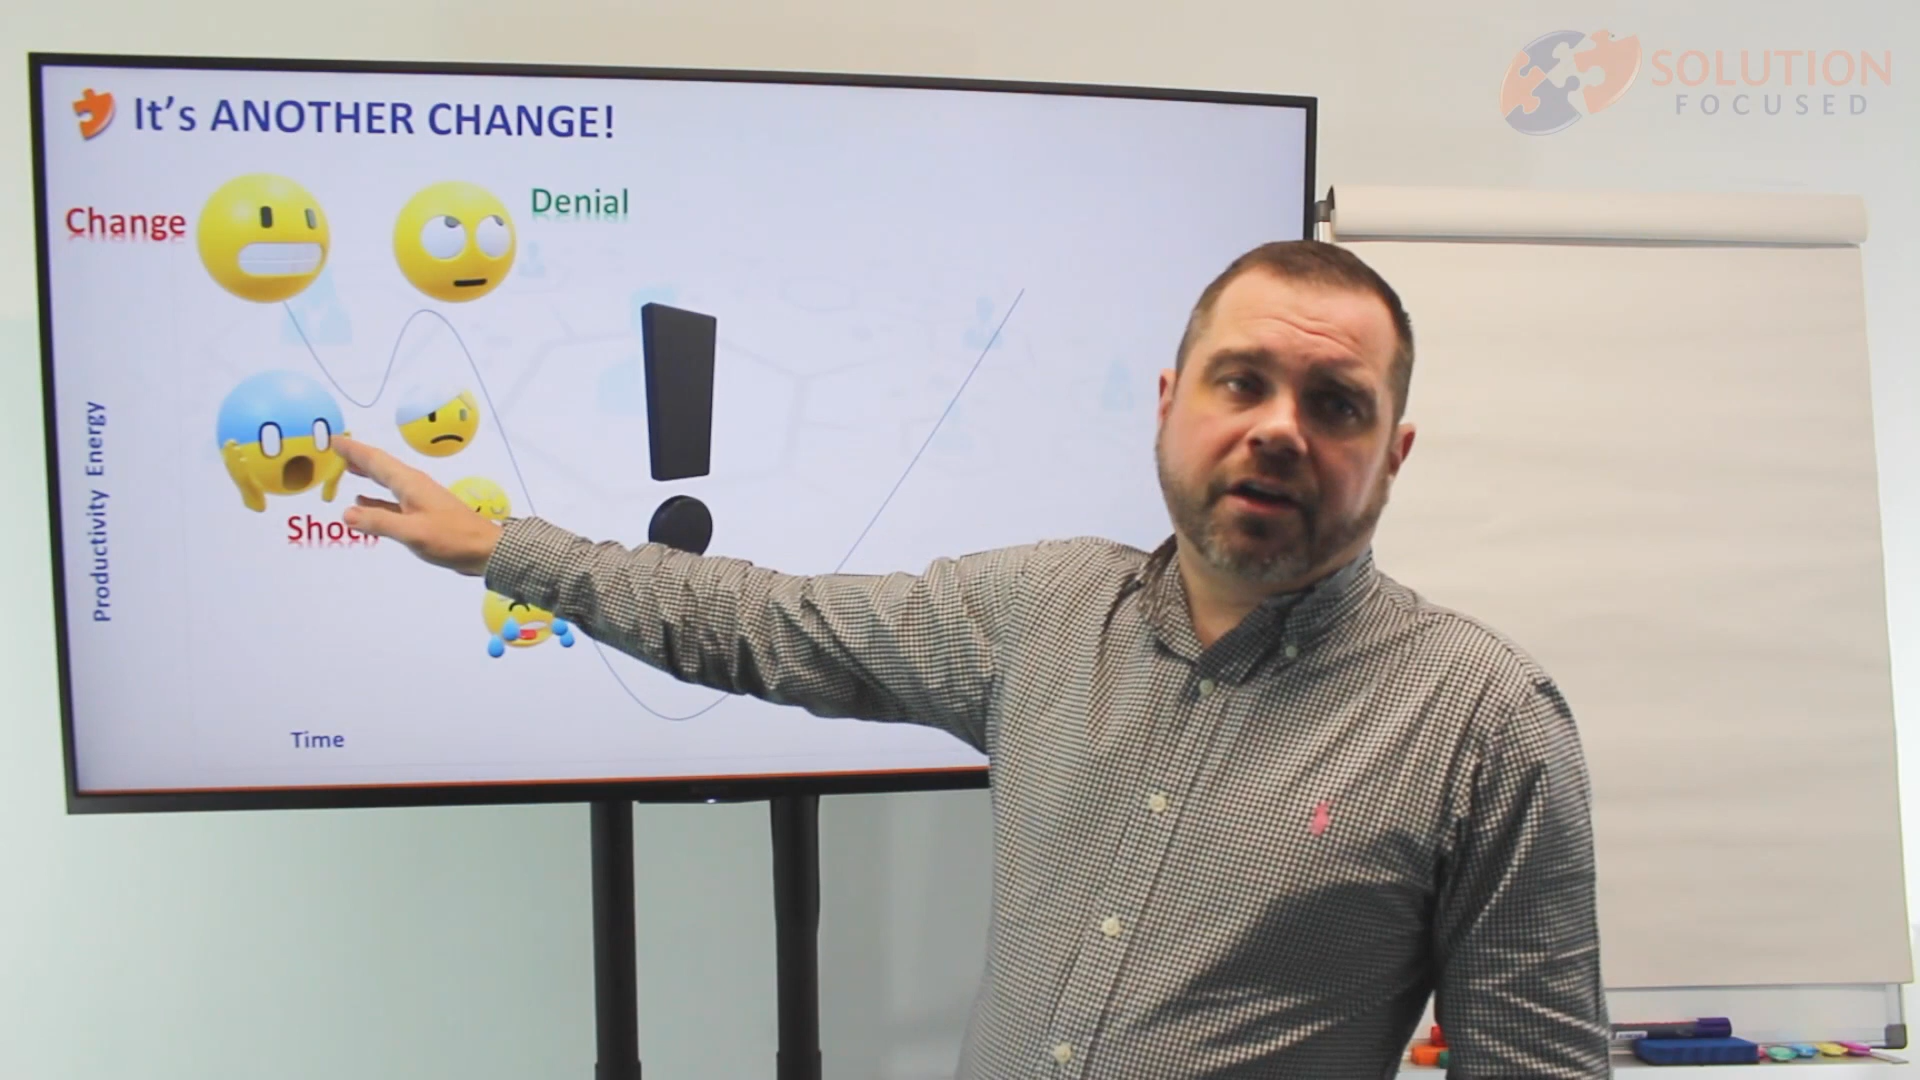 It's ANOTHER CHANGE!
SOLUTION
FOCUSED
Change
Denial
Productivity Energy
Time